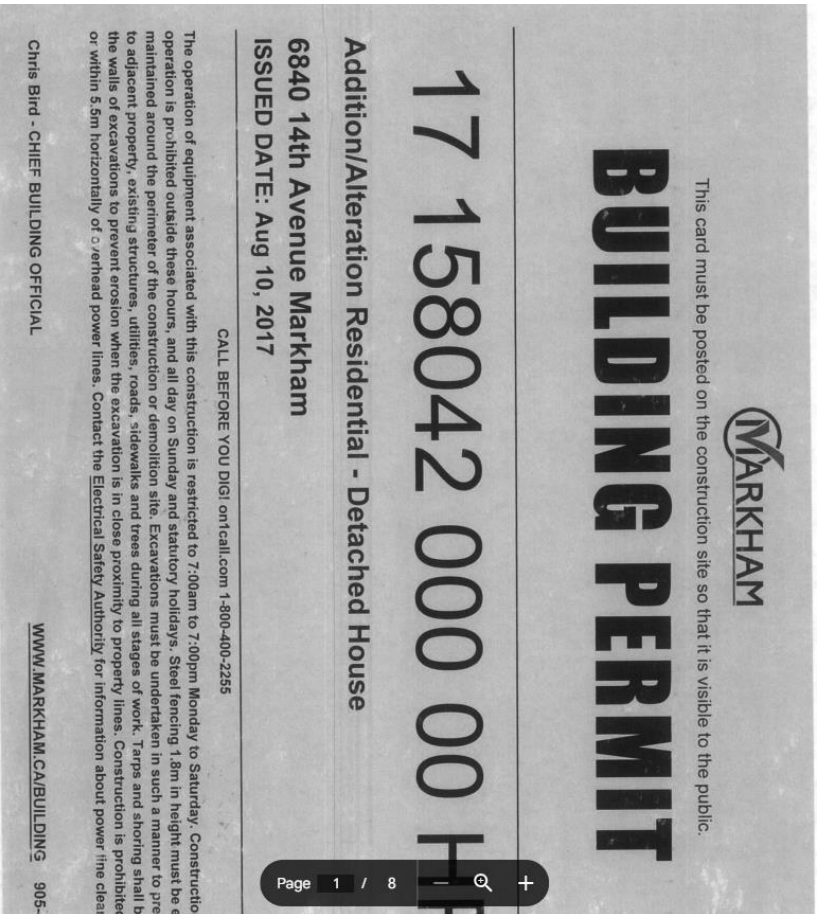 MARKHAM
This card must be posted on the construction site so that it is visible to the public.
BUILDING PERMIT
17 158042 000 00 H
Addition/Alteration Residential - Detached House
6840 14th Avenue Markham
ISSUED DATE: Aug 10, 2017
CALL BEFORE YOU DIG! on1call.com 1-800-400-2255
The operation of equipment associated with this construction is restricted to 7:00am to 7:00pm Monday to Saturday. Constructio
operation is prohibited outside these hours, and all day on Sunday and statutory holidays. Steel fencing 1.8m in height must be e
maintained around the perimeter of the construction or demolition site. Excavations must be undertaken in such a manner to pre
to adjacent property, existing structures, utilities, roads, sidewalks and trees during all stages of work. Tarps and shoring shall b
the walls of excavations to prevent erosion when the excavation is in close proximity to property lines. Construction is prohibited
or within 5.5m horizontally of overhead power lines. Contact the Electrical Safety Authority for information about power line clear
Chris Bird - CHIEF BUILDING OFFICIAL WWW.MARKHAM.CA/BUILDING 905-
Page 1 / 8